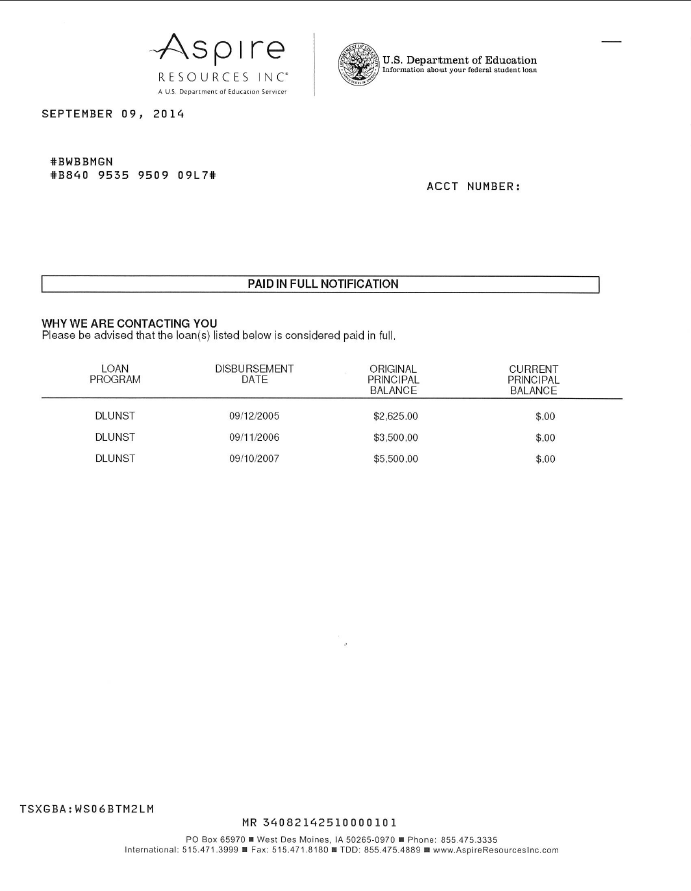 Aspire
RESOURCES INC
A U.S. Department of Education Servicer
U.S. Department of Education
Information about your federal student loan
SEPTEMBER 09, 2014
#BWBBMGN
#B840 9535 9509 09L7#
ACCT NUMBER:
PAID IN FULL NOTIFICATION
WHY WE ARE CONTACTING YOU
Please be advised that the loan(s) listed below is considered paid in full.
LOAN PROGRAM DISBURSEMENT DATE ORIGINAL PRINCIPAL BALANCE CURRENT PRINCIPAL BALANCE
DLUNST 09/12/2005 $2,625.00 $.00
DLUNST 09/11/2006 $3,500.00 $.00
DLUNST 09/10/2007 $5,500.00 $.00
TSXGBA:WS06BTM2LM
MR 34082142510000101
PO Box 65970 ■ West Des Moines, IA 50265-0970 ■ Phone: 855.475.3335
International: 515.471.3999 ■ Fax: 515.471.8180 ■ TDD: 855.475.4889 ■ www.AspireResourcesInc.com